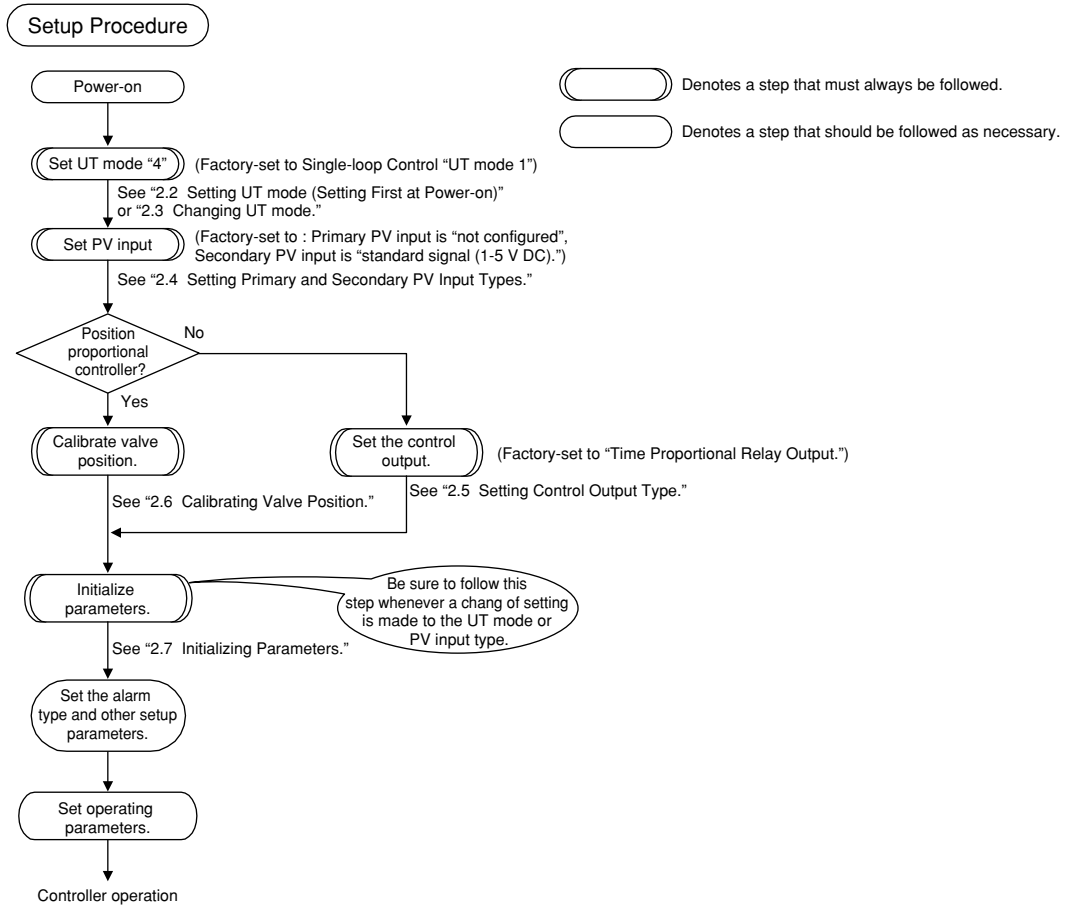 Setup Procedure
Power-on
Denotes a step that must always be followed.
Denotes a step that should be followed as necessary.
Set UT mode “4”
(Factory-set to Single-loop Control “UT mode 1”)
See “2.2 Setting UT mode (Setting First at Power-on)”
or “2.3 Changing UT mode.”
Set PV input
(Factory-set to : Primary PV input is “not configured”,
Secondary PV input is “standard signal (1-5 V DC).”)
See “2.4 Setting Primary and Secondary PV Input Types.”
Position
proportional
controller?
No
Yes
Calibrate valve
position.
Set the control
output.
(Factory-set to “Time Proportional Relay Output.”)
See “2.6 Calibrating Valve Position.”
See “2.5 Setting Control Output Type.”
Initialize
parameters.
Be sure to follow this
step whenever a chang of setting
is made to the UT mode or
PV input type.
See “2.7 Initializing Parameters.”
Set the alarm
type and other setup
parameters.
Set operating
parameters.
Controller operation